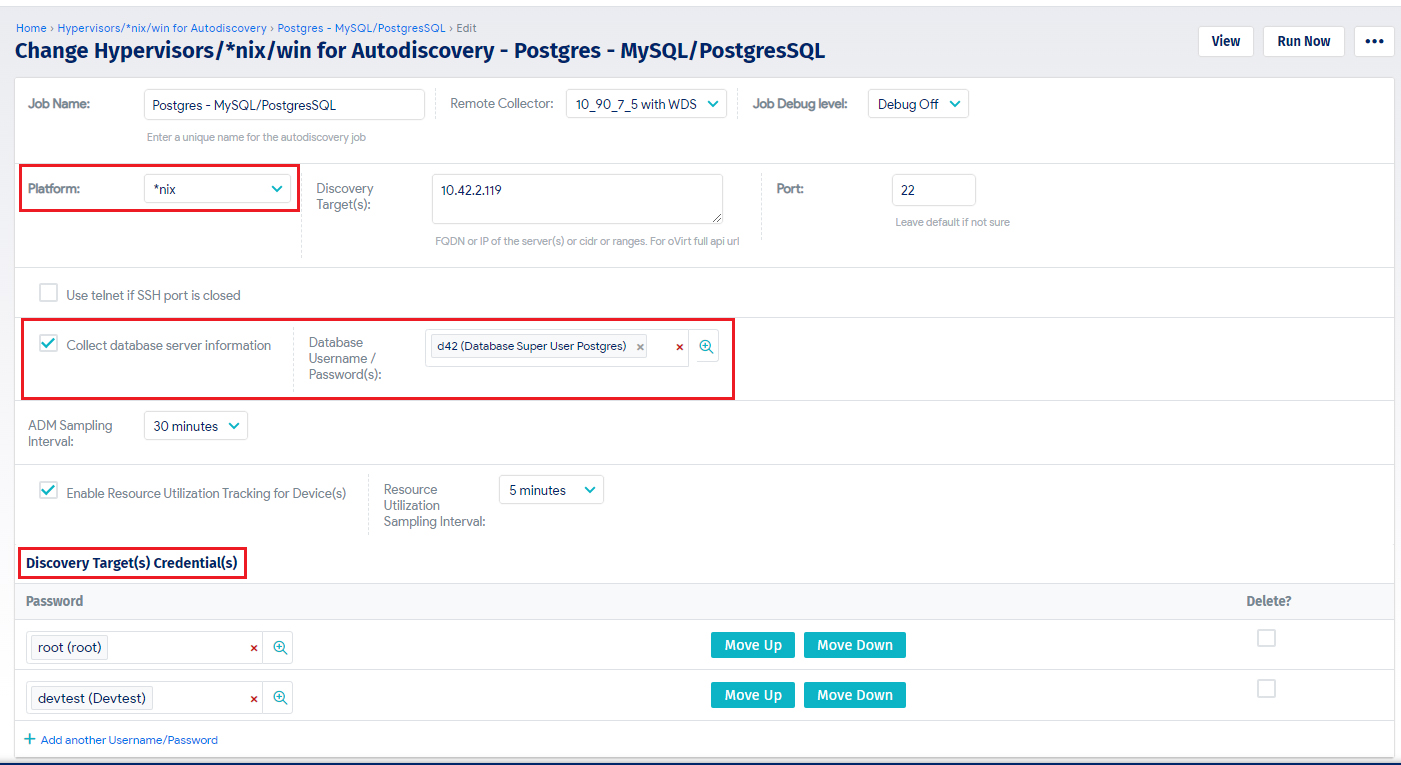 Home › Hypervisors/*nix/win for Autodiscovery › Postgres - MySQL/PostgresSQL › Edit
Change Hypervisors/*nix/win for Autodiscovery - Postgres - MySQL/PostgresSQL
View
Run Now
•••
Job Name:
Postgres - MySQL/PostgresSQL
Enter a unique name for the autodiscovery job
Remote Collector:
10_90_7_5 with WDS
Job Debug level:
Debug Off
Platform:
*nix
Discovery
Target(s):
10.42.2.119
FQDN or IP of the server(s) or cidr or ranges. For oVirt full api url
Port:
22
Leave default if not sure
Use telnet if SSH port is closed
Collect database server information
Database
Username /
Password(s):
d42 (Database Super User Postgres) ×
×
ADM Sampling
Interval:
30 minutes
Enable Resource Utilization Tracking for Device(s)
Resource
Utilization
Sampling Interval:
5 minutes
Discovery Target(s) Credential(s)
Password
Delete?
root (root)
×
Move Up
Move Down
devtest (Devtest)
×
Move Up
Move Down
+ Add another Username/Password